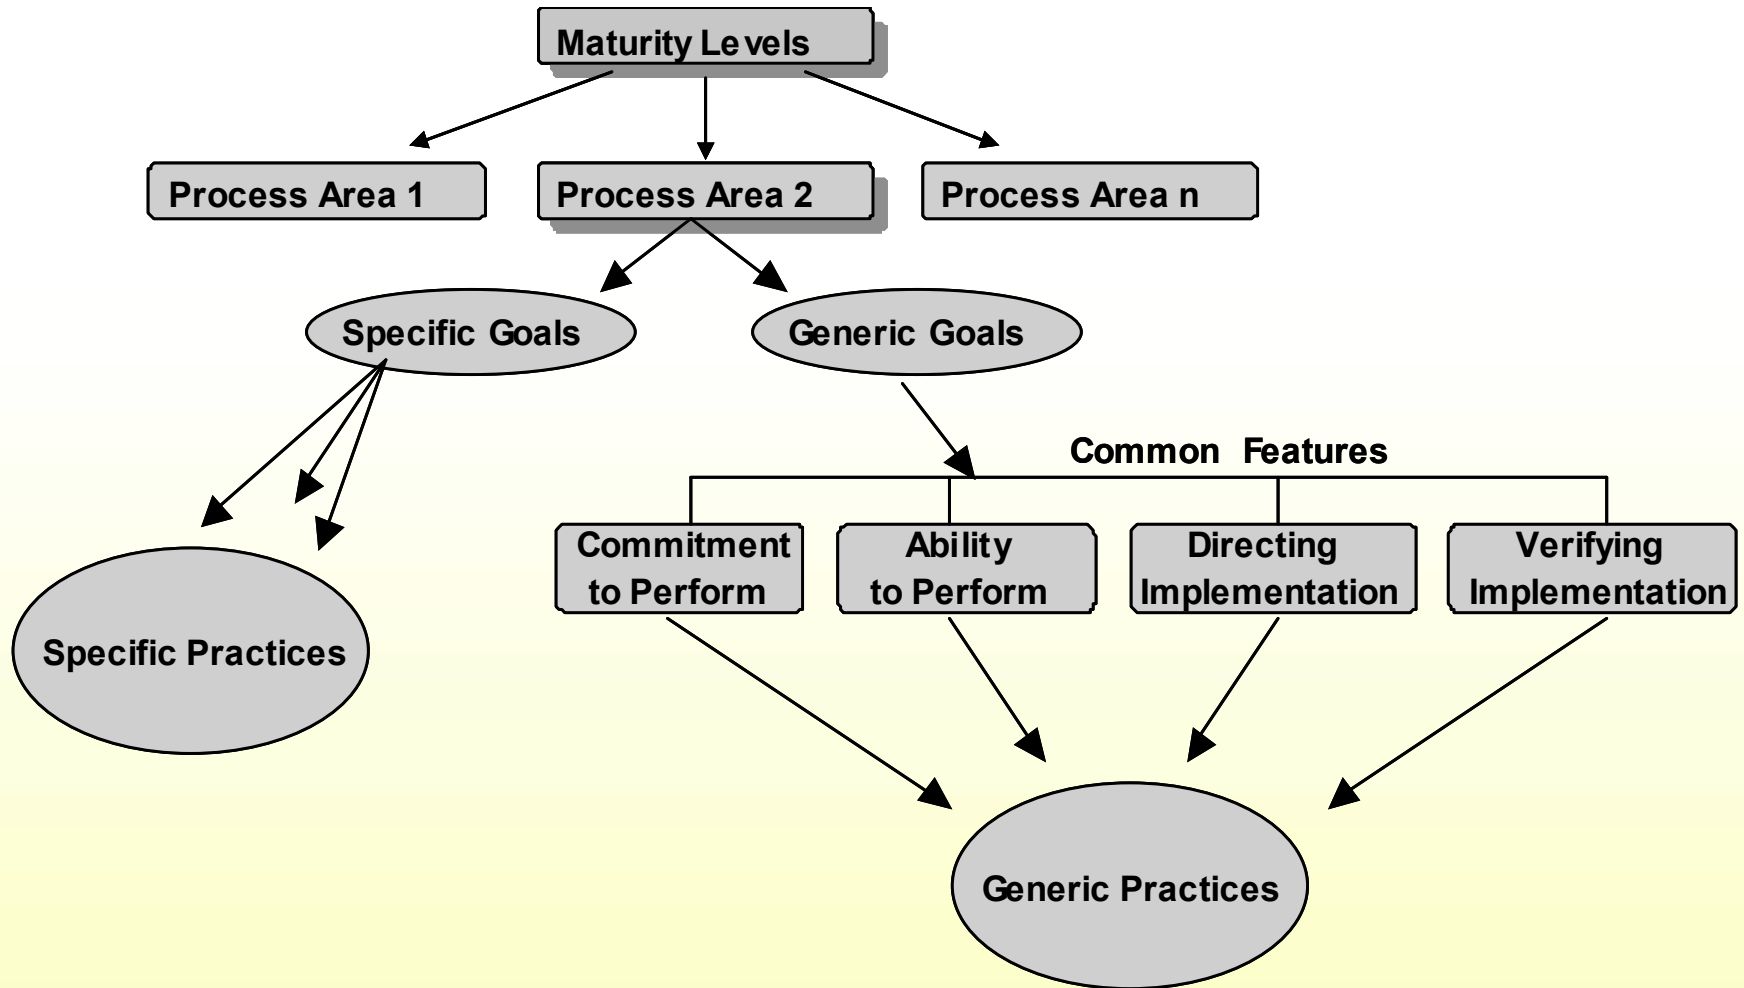 Maturity Levels
Process Area 1
Process Area 2
Process Area n
Specific Goals
Generic Goals
Common Features
Commitment
to Perform
Ability
to Perform
Directing
Implementation
Verifying
Implementation
Specific Practices
Generic Practices